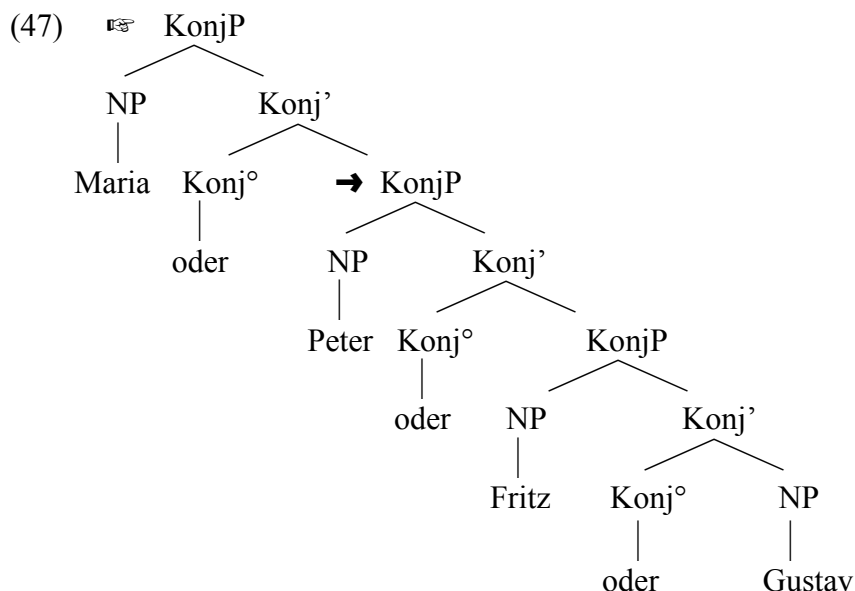 (47) ☞ KonjP
NP Konj’
Maria Konj° ➞ KonjP
oder NP Konj’
Peter Konj° KonjP
oder NP Konj’
Fritz Konj° NP
oder Gustav